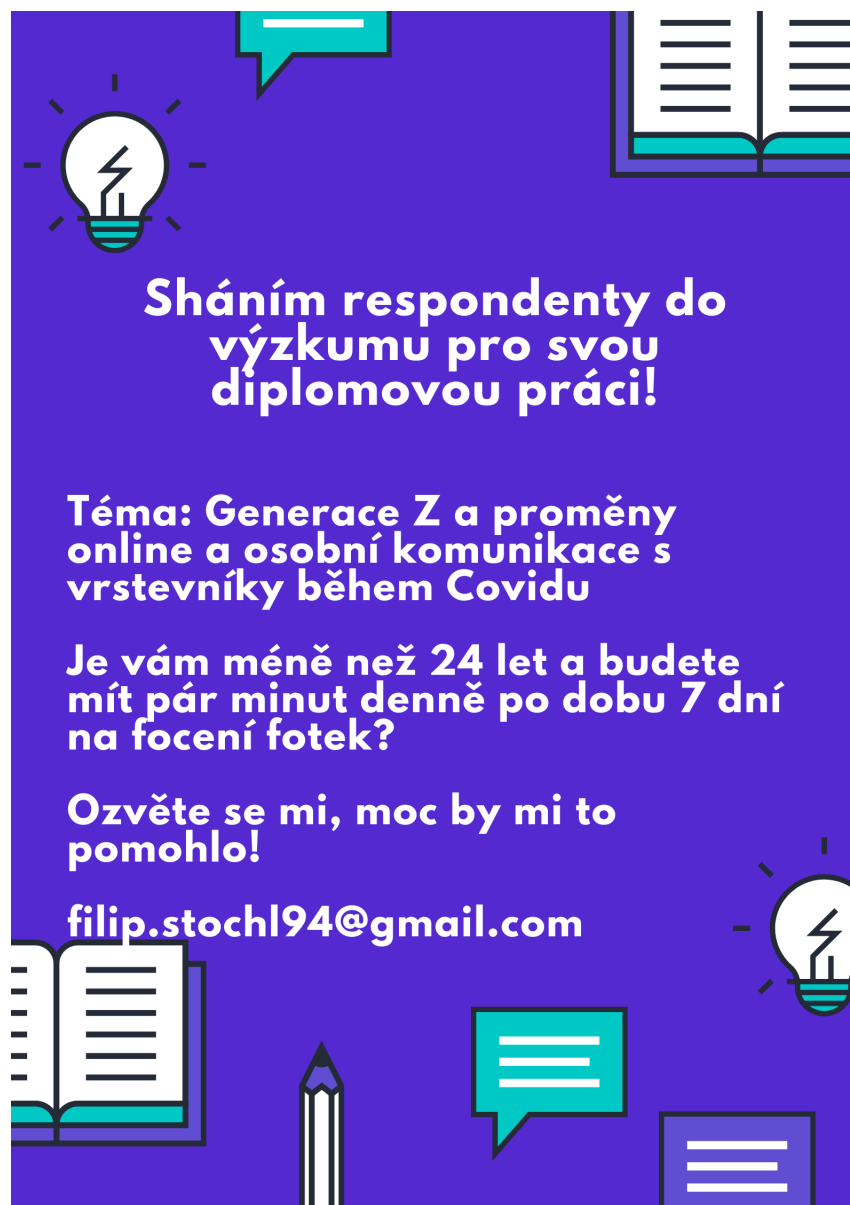 Sháním respondenty do
výzkumu pro svou
diplomovou práci!
Téma: Generace Z a proměny
online a osobní komunikace s
vrstevníky během Covidu
Je vám méně než 24 let a budete
mít pár minut denně po dobu 7 dní
na focení fotek?
Ozvěte se mi, moc by mi to
pomohlo!
filip.stochl94@gmail.com